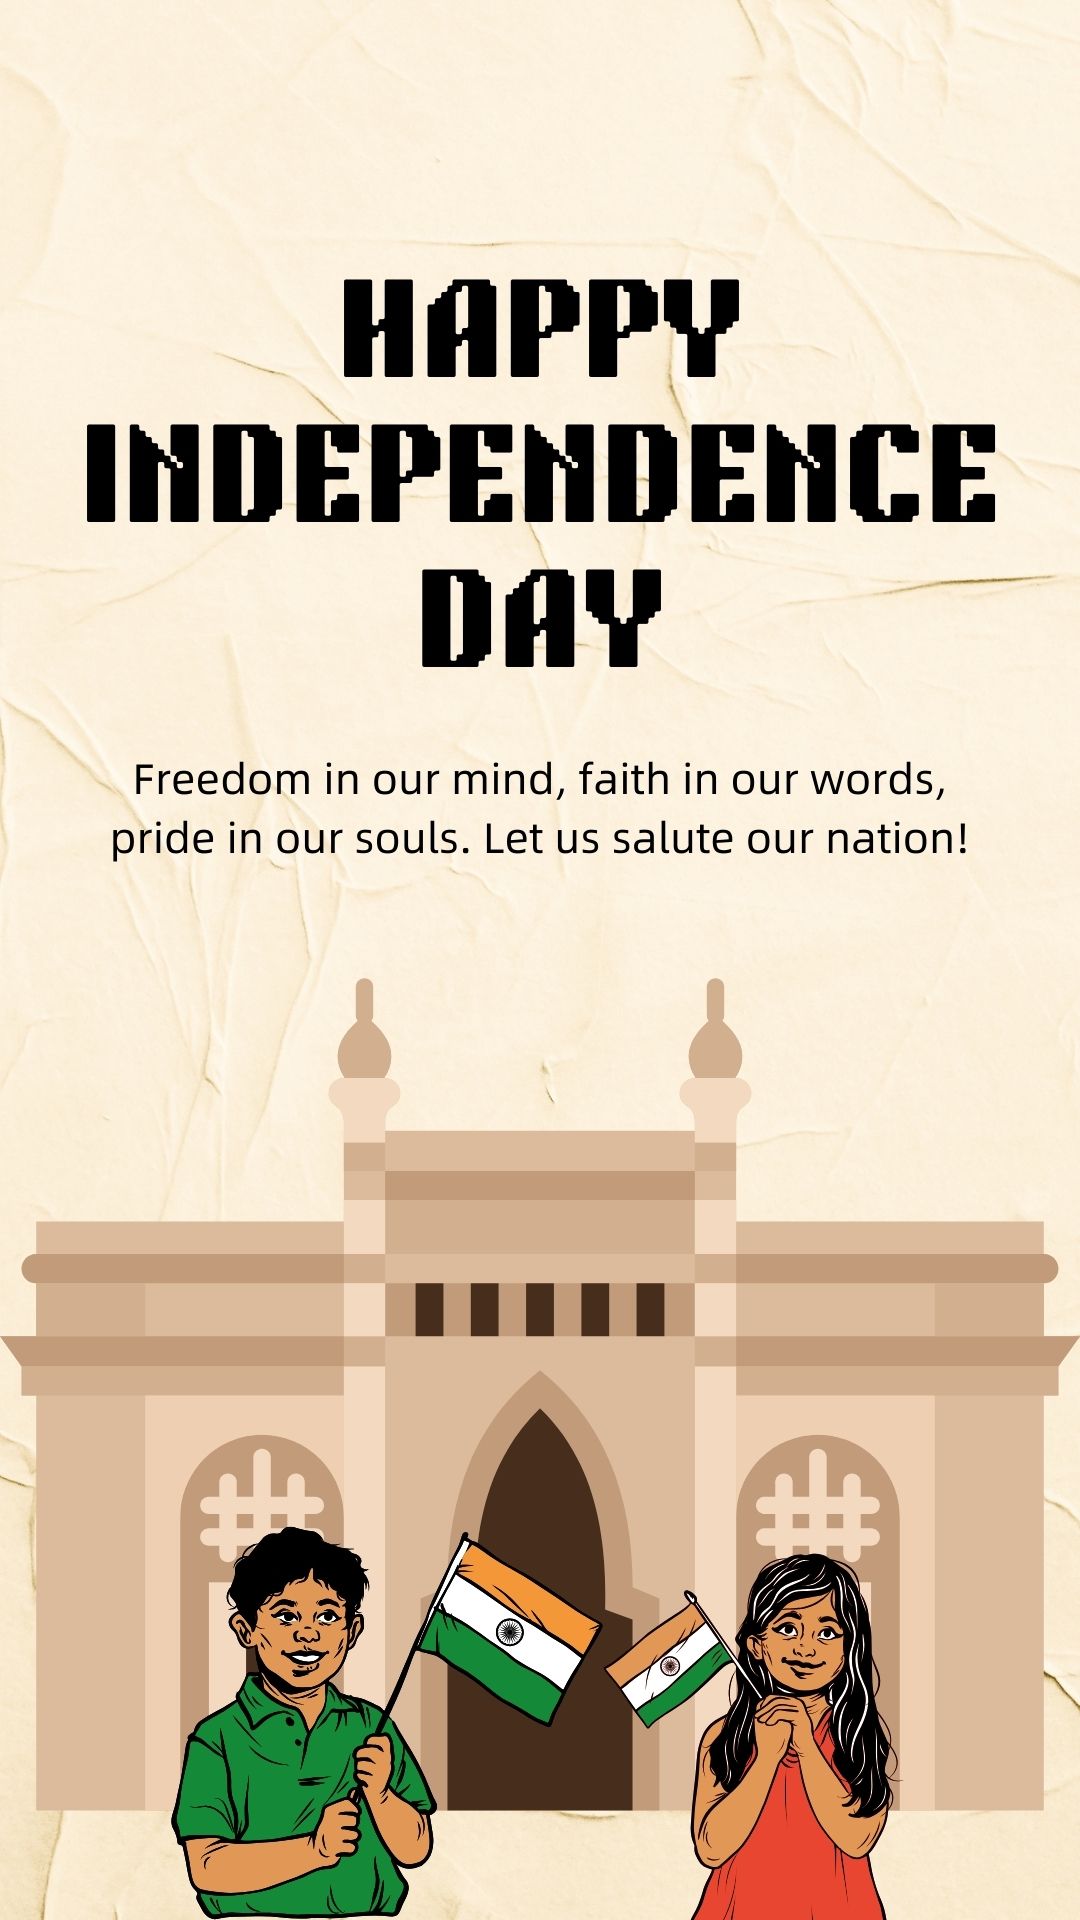 HAPPY
INDEPENDENCE
DAY
Freedom in our mind, faith in our words,
pride in our souls. Let us salute our nation!